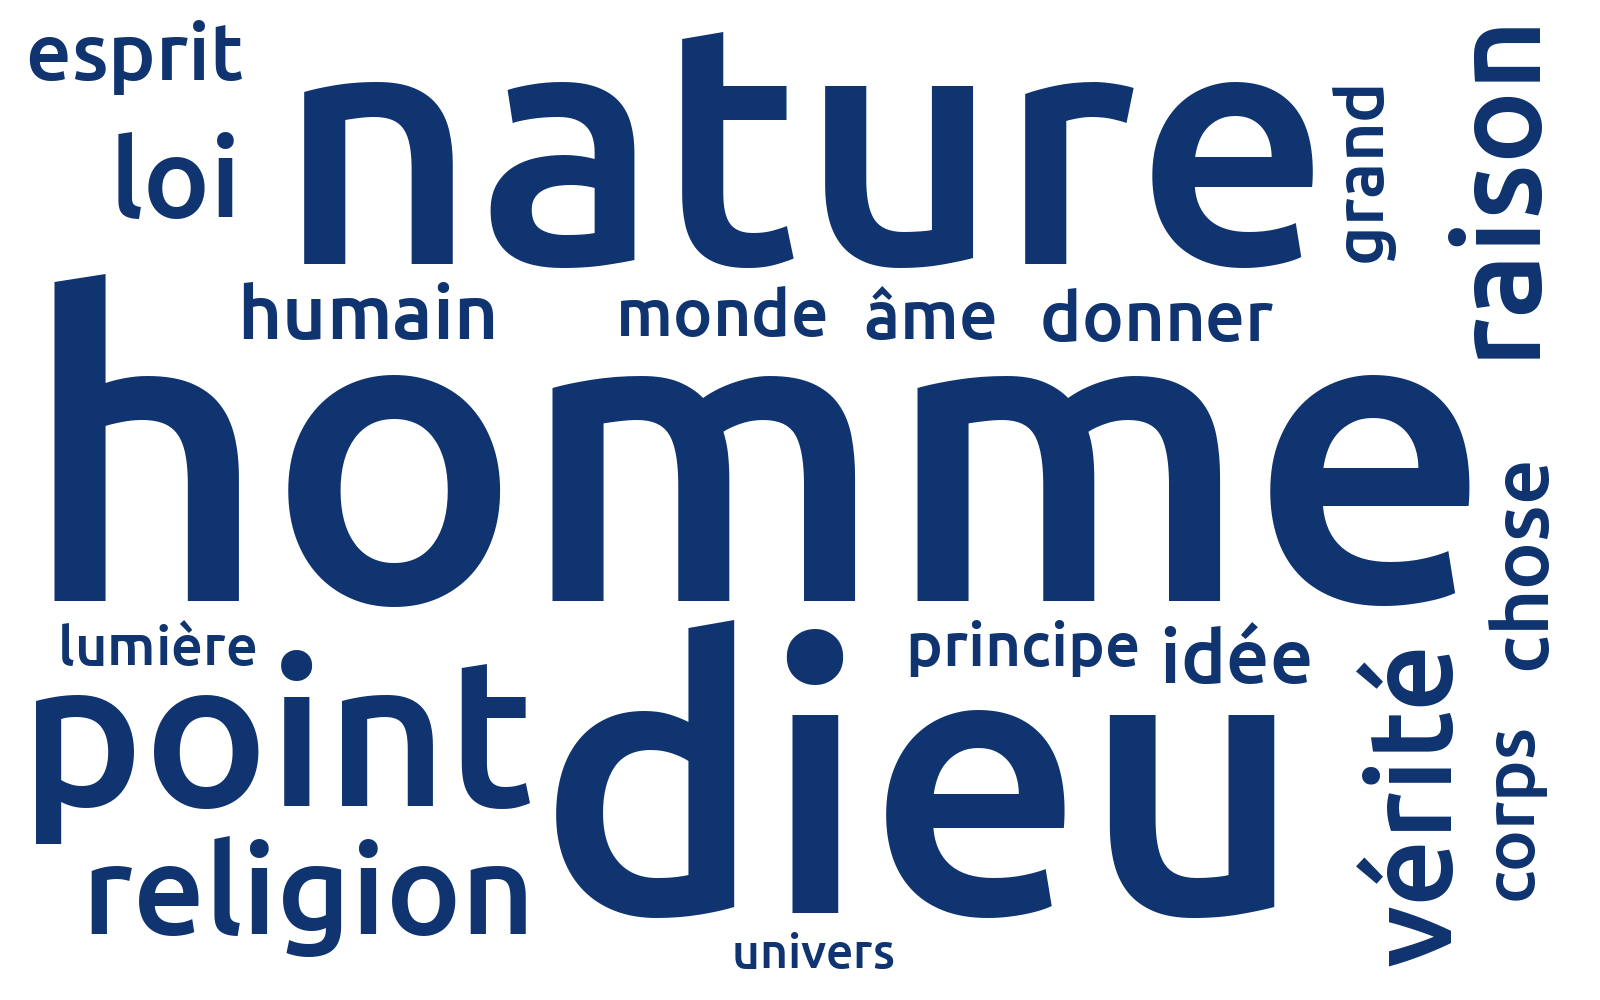 esprit
nature
grand
raison
loi
humain
monde
âme
donner
homme
chose
lumière
principe
idée
point
dieu
vérité
corps
religion
univers